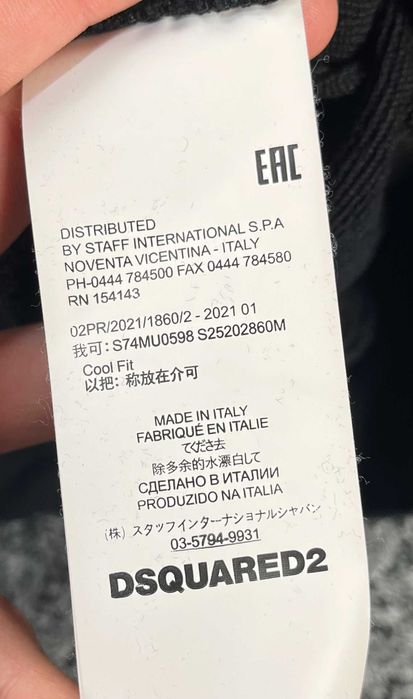 EAC
DISTRIBUTED
BY STAFF INTERNATIONAL S.P.A
NOVENTA VICENTINA - ITALY
PH-0444 784500 FAX 0444 784580
RN 154143
02PR/2021/1860/2 - 2021 01
我可：S74MU0598 S25202860M
Cool Fit
以把：称放在介可
MADE IN ITALY
FABRIQUÉ EN ITALIE
てくださ去
除多余的水漂白して
СДЕЛАНО В ИТАЛИИ
PRODUZIDO NA ITALIA
（株）スタッフインターナショナルジャパン
03-5794-9931
DSQUARED2